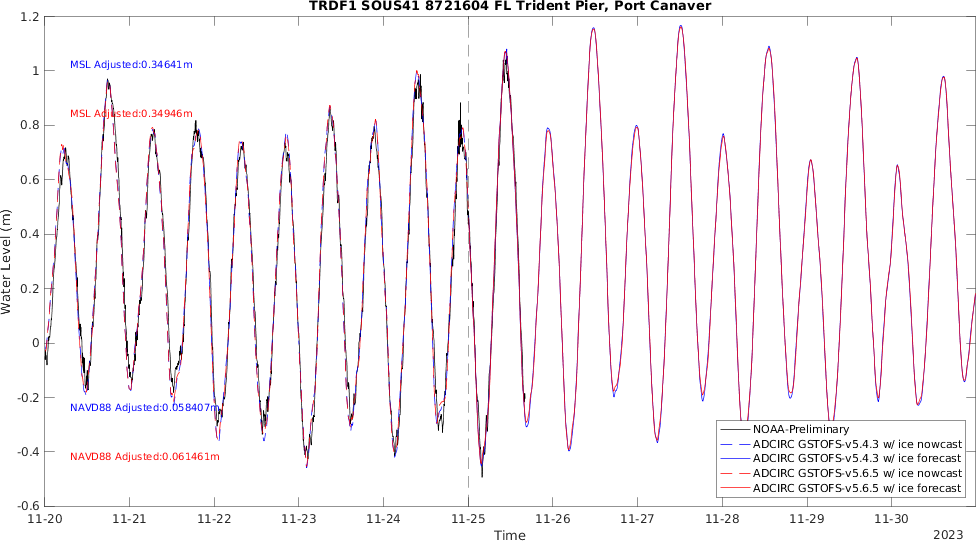 TRDF1 SOUS41 8721604 FL Trident Pier, Port Canaver
1.2
1
0.8
0.6
0.4
0.2
0
-0.2
-0.4
-0.6
Water Level (m)
MSL Adjusted:0.34641m
MSL Adjusted:0.34946m
NAVD88 Adjusted:0.058407m
NAVD88 Adjusted:0.061461m
NOAA-Preliminary
ADCIRC GSTOFS-v5.4.3 w/ ice nowcast
ADCIRC GSTOFS-v5.4.3 w/ ice forecast
ADCIRC GSTOFS-v5.6.5 w/ ice nowcast
ADCIRC GSTOFS-v5.6.5 w/ ice forecast
11-20 11-21 11-22 11-23 11-24 11-25 11-26 11-27 11-28 11-29 11-30
Time
2023